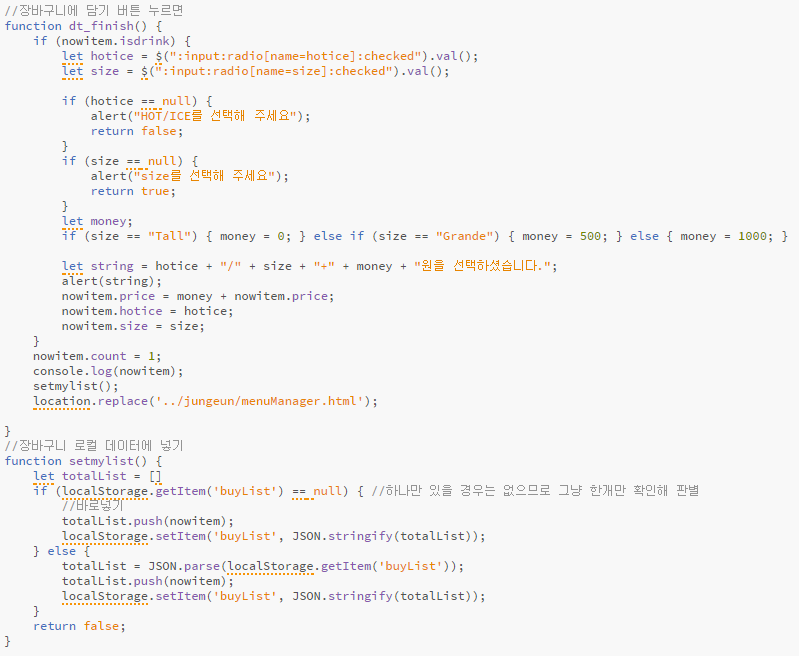 //장바구니에 담기 버튼 누르면
function dt_finish() {
    if (nowitem.isdrink) {
        let hotice = $(":input:radio[name=hotice]:checked").val();
        let size = $(":input:radio[name=size]:checked").val();

        if (hotice == null) {
            alert("HOT/ICE를 선택해 주세요");
            return false;
        }
        if (size == null) {
            alert("size를 선택해 주세요");
            return true;
        }
        let money;
        if (size == "Tall") { money = 0; } else if (size == "Grande") { money = 500; } else { money = 1000; }

        let string = hotice + "/" + size + "+" + money + "원을 선택하셨습니다.";
        alert(string);
        nowitem.price = money + nowitem.price;
        nowitem.hotice = hotice;
        nowitem.size = size;
    }
    nowitem.count = 1;
    console.log(nowitem);
    setmylist();
    location.replace('../jungeun/menuManager.html');

}
//장바구니 로컬 데이터에 넣기
function setmylist() {
    let totalList = []
    if (localStorage.getItem('buyList') == null) { //하나만 있을 경우는 없으므로 그냥 한개만 확인해 판별
        //바로넣기
        totalList.push(nowitem);
        localStorage.setItem('buyList', JSON.stringify(totalList));
    } else {
        totalList = JSON.parse(localStorage.getItem('buyList'));
        totalList.push(nowitem);
        localStorage.setItem('buyList', JSON.stringify(totalList));
    }
    return false;
}